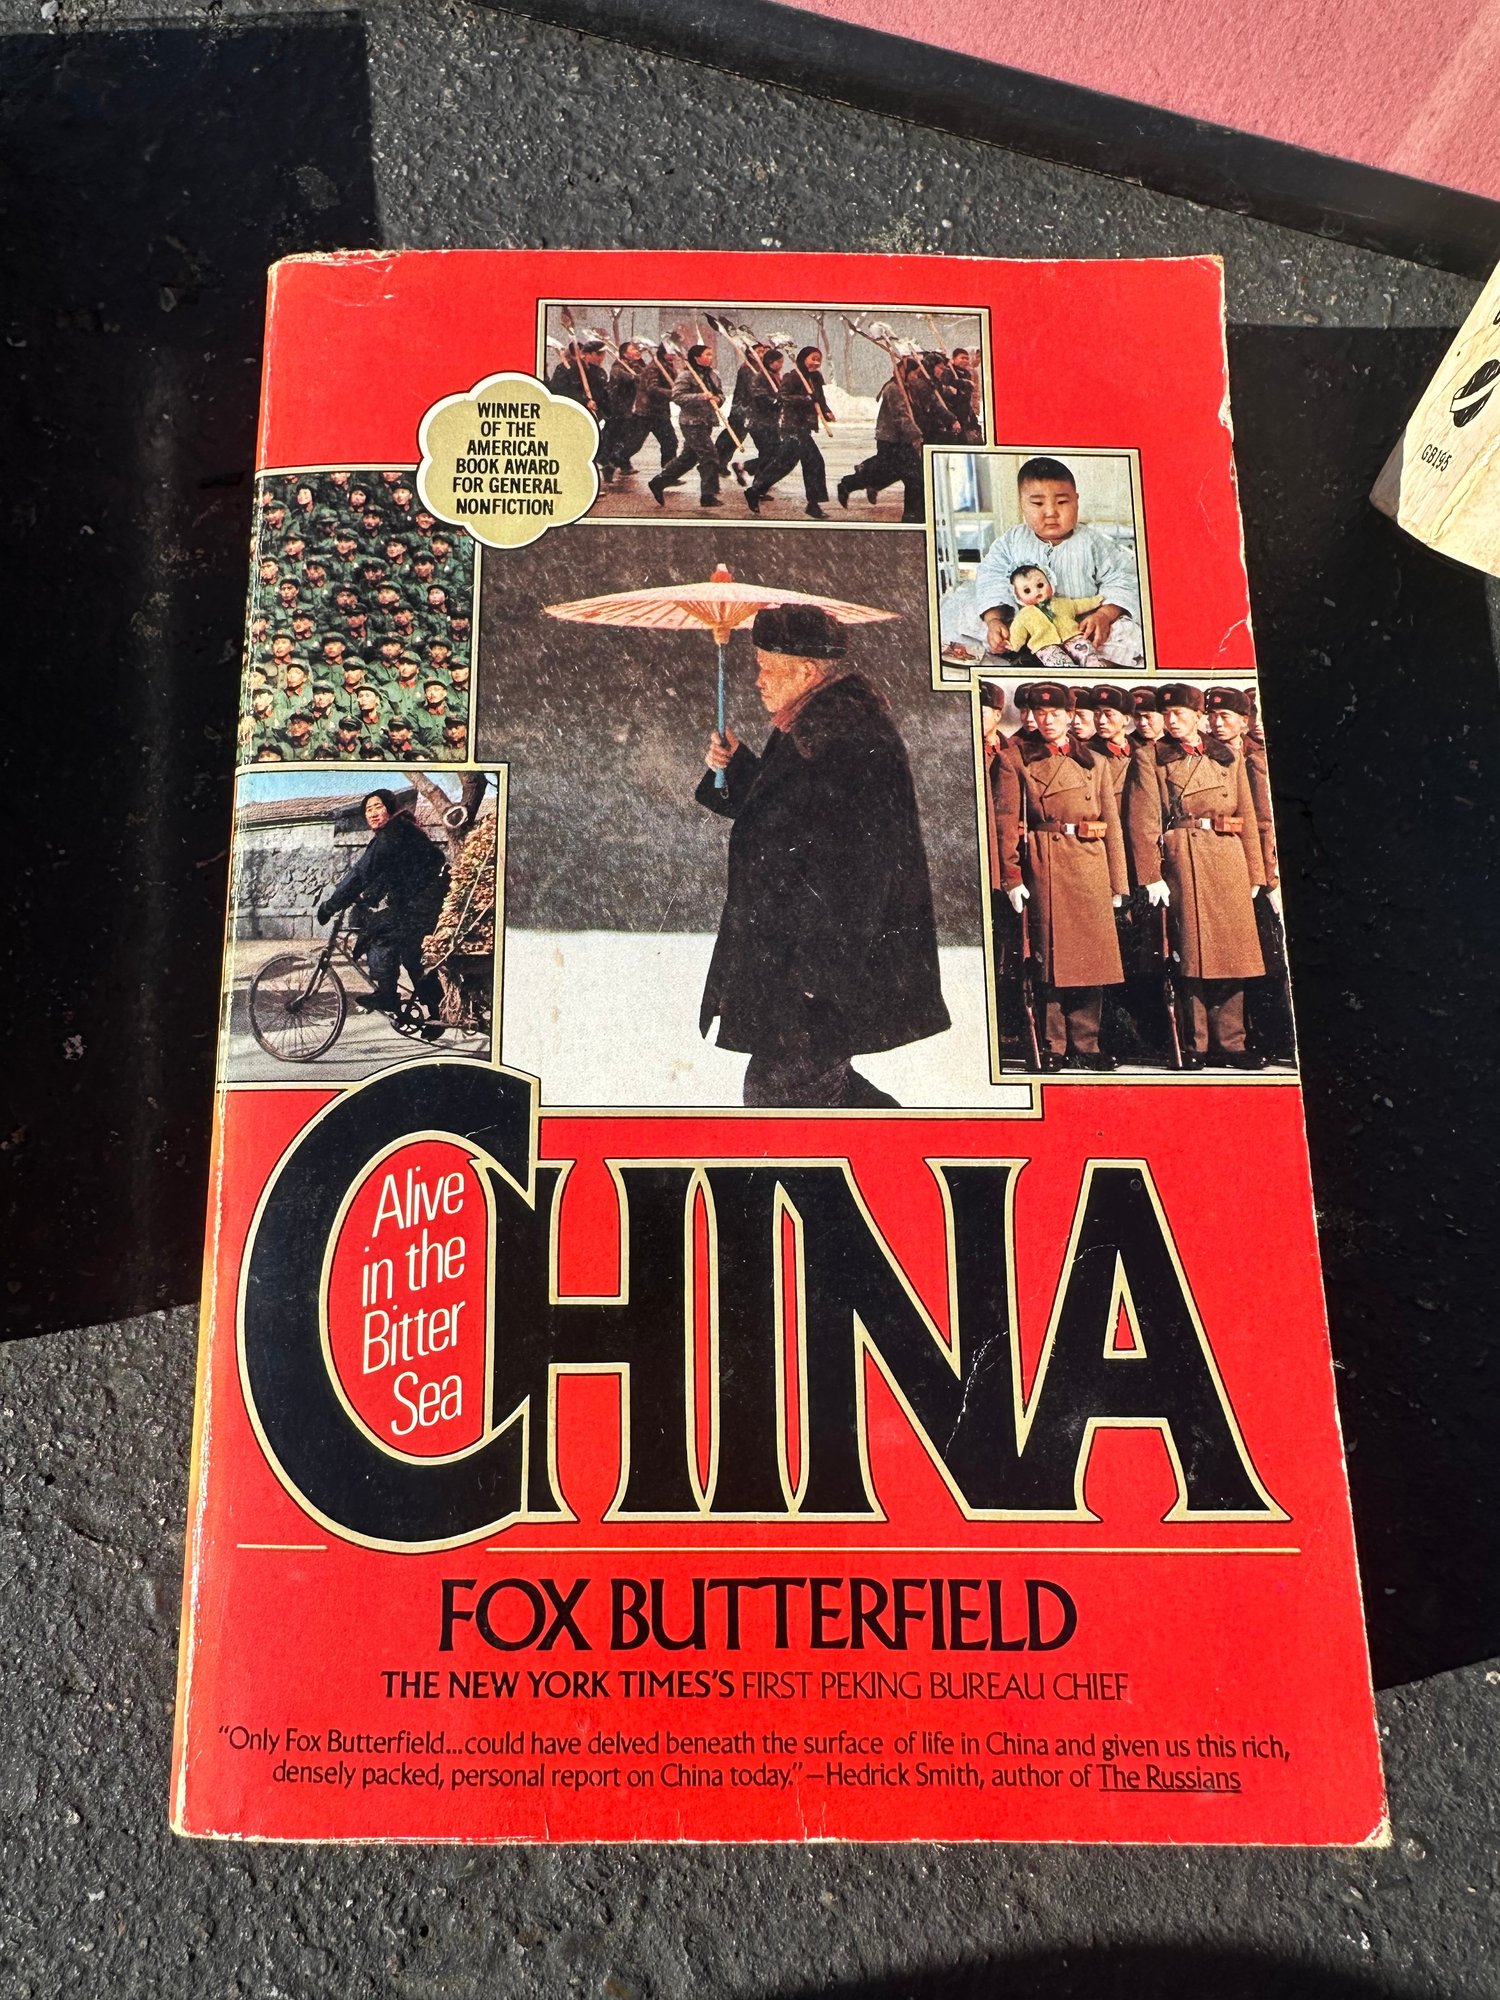 WINNER
OF THE
AMERICAN
BOOK AWARD
FOR GENERAL
NONFICTION
CHINA
Alive
in the
Bitter
Sea
FOX BUTTERFIELD
THE NEW YORK TIMES'S FIRST PEKING BUREAU CHIEF
"Only Fox Butterfield...could have delved beneath the surface of life in China and given us this rich,
densely packed, personal report on China today."—Hedrick Smith, author of The Russians
GB195